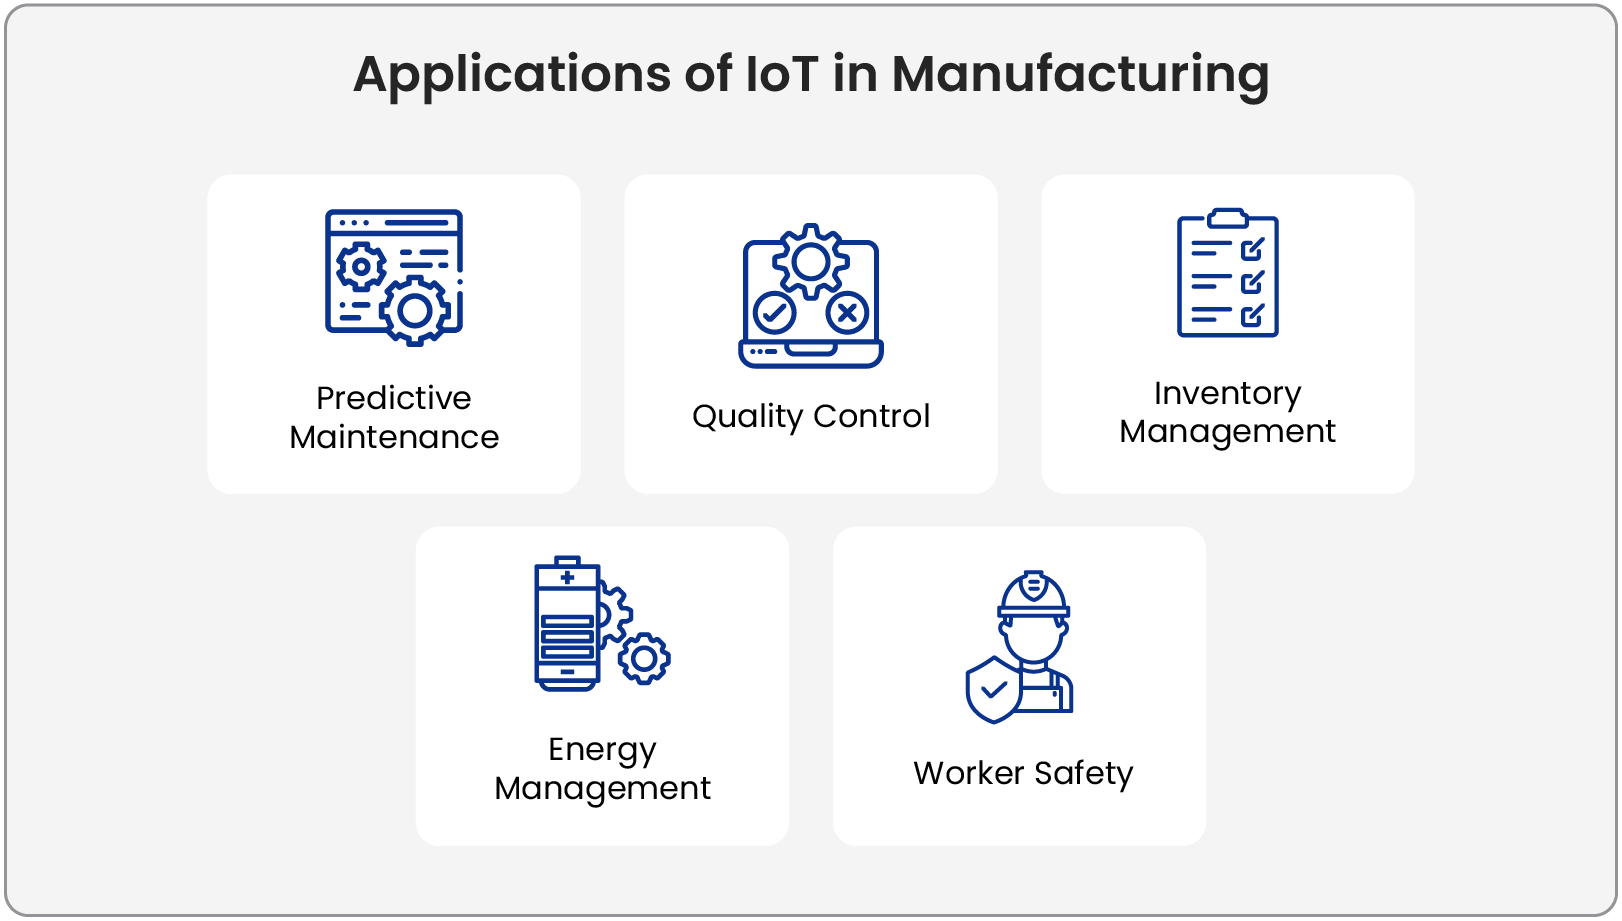 Applications of IoT in Manufacturing
Predictive
Maintenance
Quality Control
Inventory
Management
Energy
Management
Worker Safety